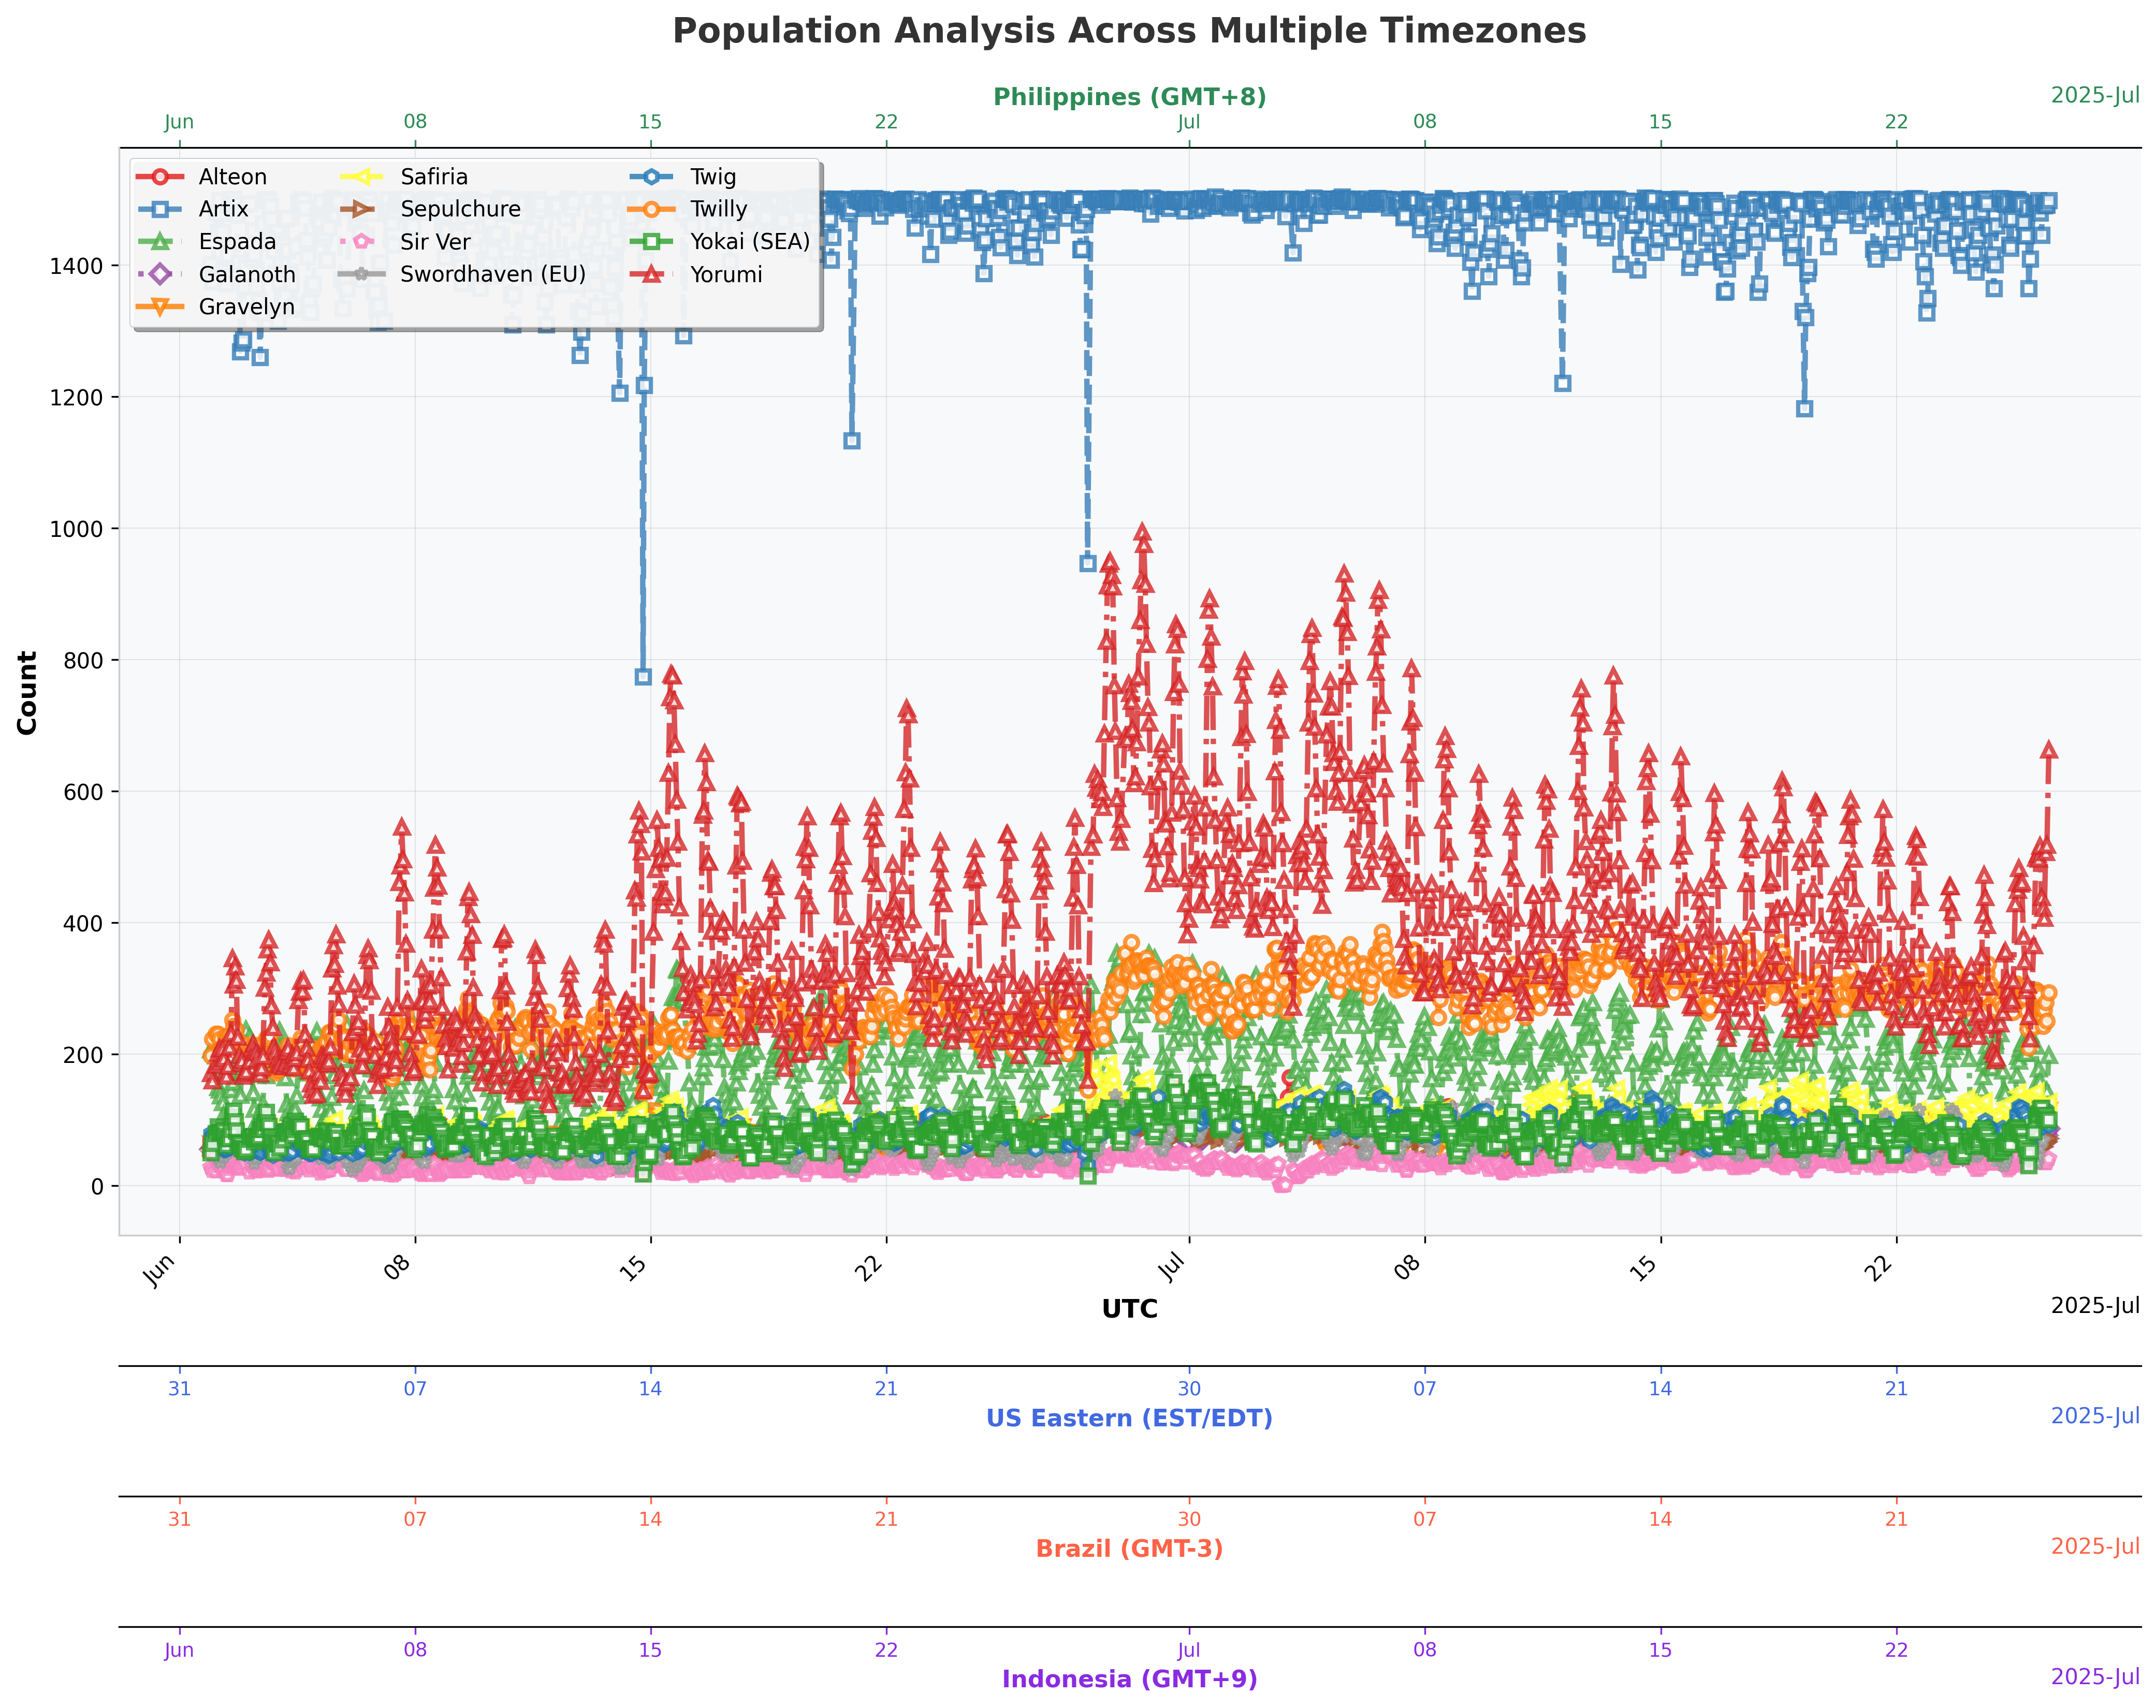 Population Analysis Across Multiple Timezones
Philippines (GMT+8)
2025-Jul
Jun 08 15 22 Jul 08 15 22
Alteon
Artix
Espada
Galanoth
Gravelyn
Safiria
Sepulchure
Sir Ver
Swordhaven (EU)
Twig
Twilly
Yokai (SEA)
Yorumi
Count
1400
1200
1000
800
600
400
200
0
Jun 08 15 22 Jul 08 15 22
UTC
2025-Jul
31 07 14 21 30 07 14 21
US Eastern (EST/EDT)
2025-Jul
31 07 14 21 30 07 14 21
Brazil (GMT-3)
2025-Jul
Jun 08 15 22 Jul 08 15 22
Indonesia (GMT+9)
2025-Jul